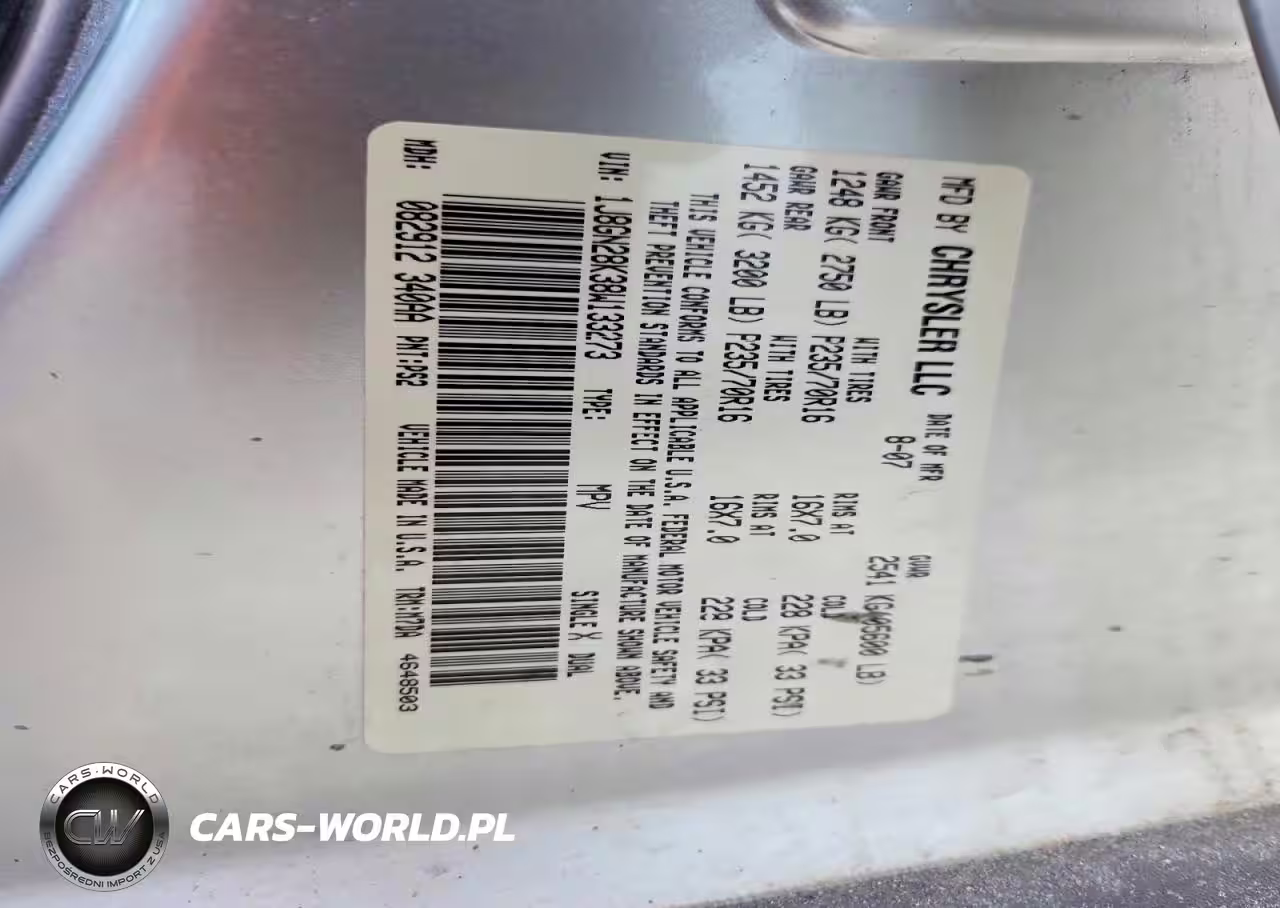 MFD BY CHRYSLER LLC DATE OF MFR GVWR
8-07 2541 KG 05600 LB)
GAWR FRONT WITH TIRES RIMS AT COLD
1248 KG( 2750 LB) P235/70R16 16X7.0 228 KPA( 33 PSI)
GAWR REAR WITH TIRES RIMS AT COLD
1452 KG( 3200 LB) P235/70R16 16X7.0 228 KPA( 33 PSI)
THIS VEHICLE CONFORMS TO ALL APPLICABLE U.S.A. FEDERAL MOTOR VEHICLE SAFETY AND
THEFT PREVENTION STANDARDS IN EFFECT ON THE DATE OF MANUFACTURE SHOWN ABOVE.
VIN: 1J8GN28K38W133273 TYPE: MPV SINGLE X DUAL
MDH: 082912 340AA PNT:PS2 VEHICLE MADE IN U.S.A. TRM:M7DA 4648503
CARS-WORLD
CW
BEZPOŚREDNI IMPORT Z USA
CARS-WORLD.PL